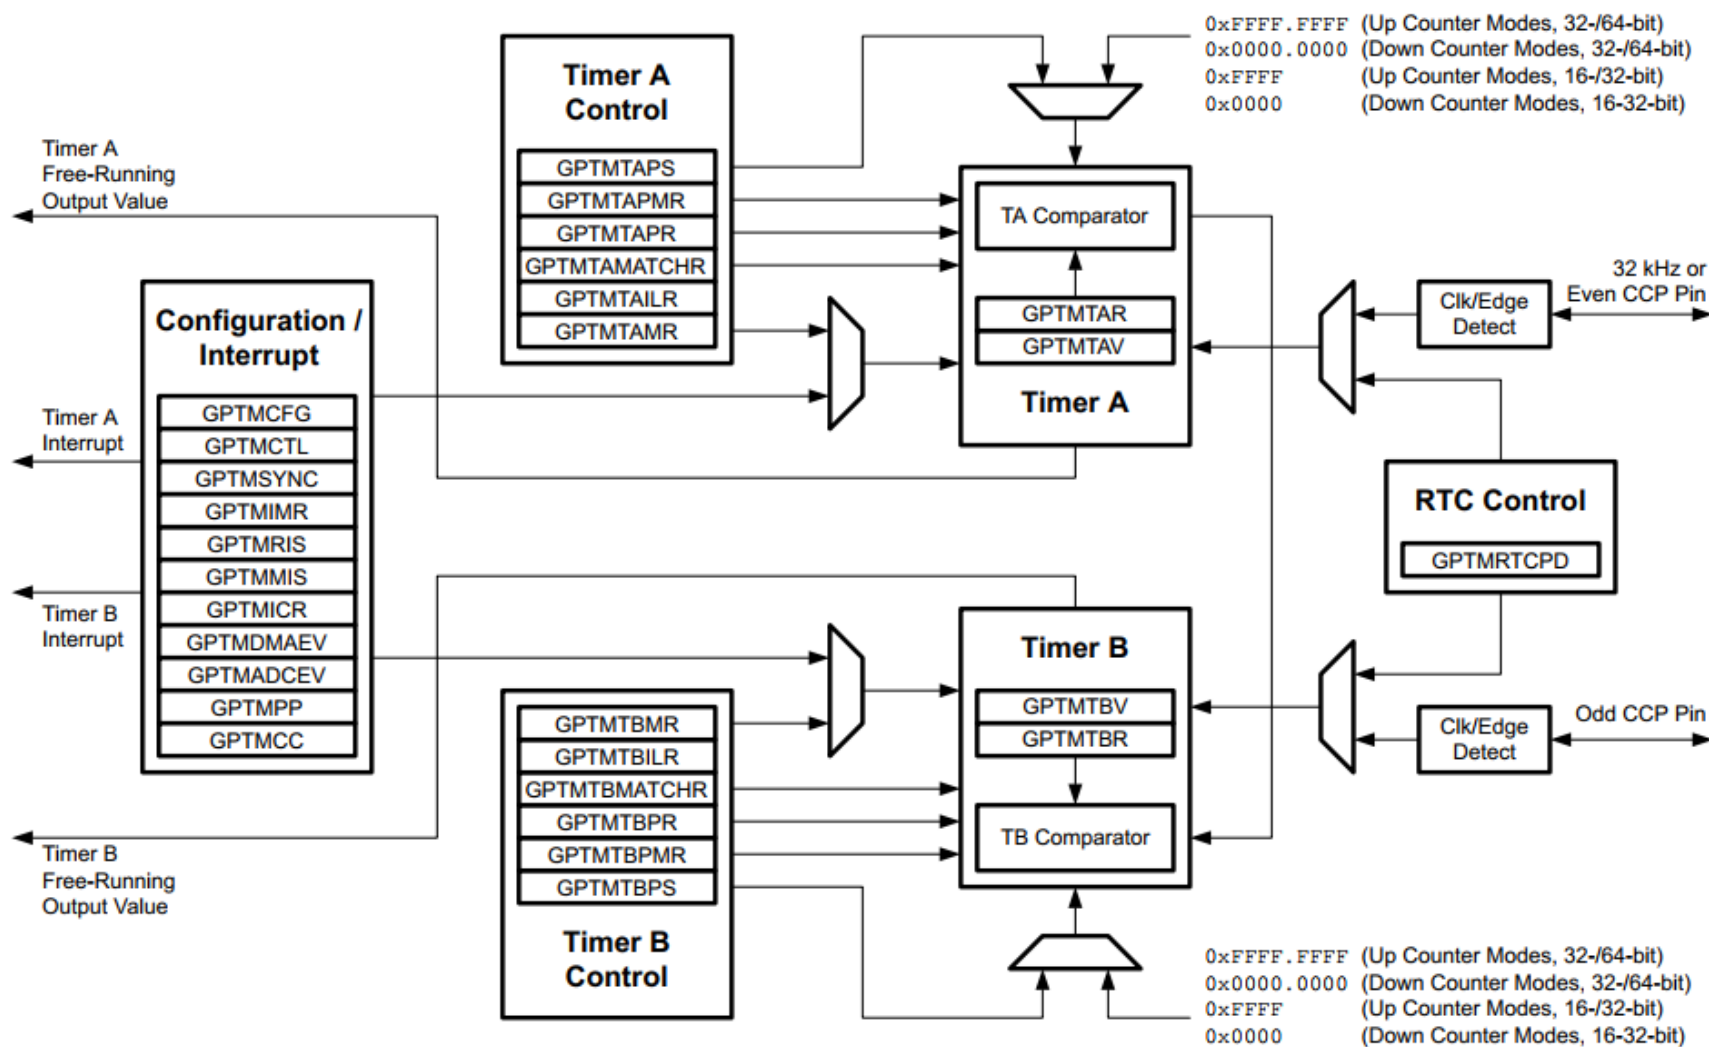 0xFFFF.FFFF (Up Counter Modes, 32-/64-bit)
0x0000.0000 (Down Counter Modes, 32-/64-bit)
0xFFFF (Up Counter Modes, 16-/32-bit)
0x0000 (Down Counter Modes, 16-32-bit)
Timer A
Control
GPTMTAPS
GPTMTAPMR
GPTMTAPR
GPTMTAMATCHR
GPTMTAILR
GPTMTAMR
Timer A
Free-Running
Output Value
TA Comparator
GPTMTAR
GPTMTAV
Timer A
Clk/Edge
Detect
32 kHz or
Even CCP Pin
Configuration /
Interrupt
GPTMCFG
GPTMCTL
GPTMSYNC
GPTMIMR
GPTMRIS
GPTMMIS
GPTMICR
GPTMDMAEV
GPTMADCEV
GPTMPP
GPTMCC
Timer A
Interrupt
Timer B
Interrupt
RTC Control
GPTMRTCPD
Timer B
GPTMTBV
GPTMTBR
TB Comparator
Clk/Edge
Detect
Odd CCP Pin
GPTMTBMR
GPTMTBILR
GPTMTBMATCHR
GPTMTBPR
GPTMTBPMR
GPTMTBPS
Timer B
Control
Timer B
Free-Running
Output Value
0xFFFF.FFFF (Up Counter Modes, 32-/64-bit)
0x0000.0000 (Down Counter Modes, 32-/64-bit)
0xFFFF (Up Counter Modes, 16-/32-bit)
0x0000 (Down Counter Modes, 16-32-bit)